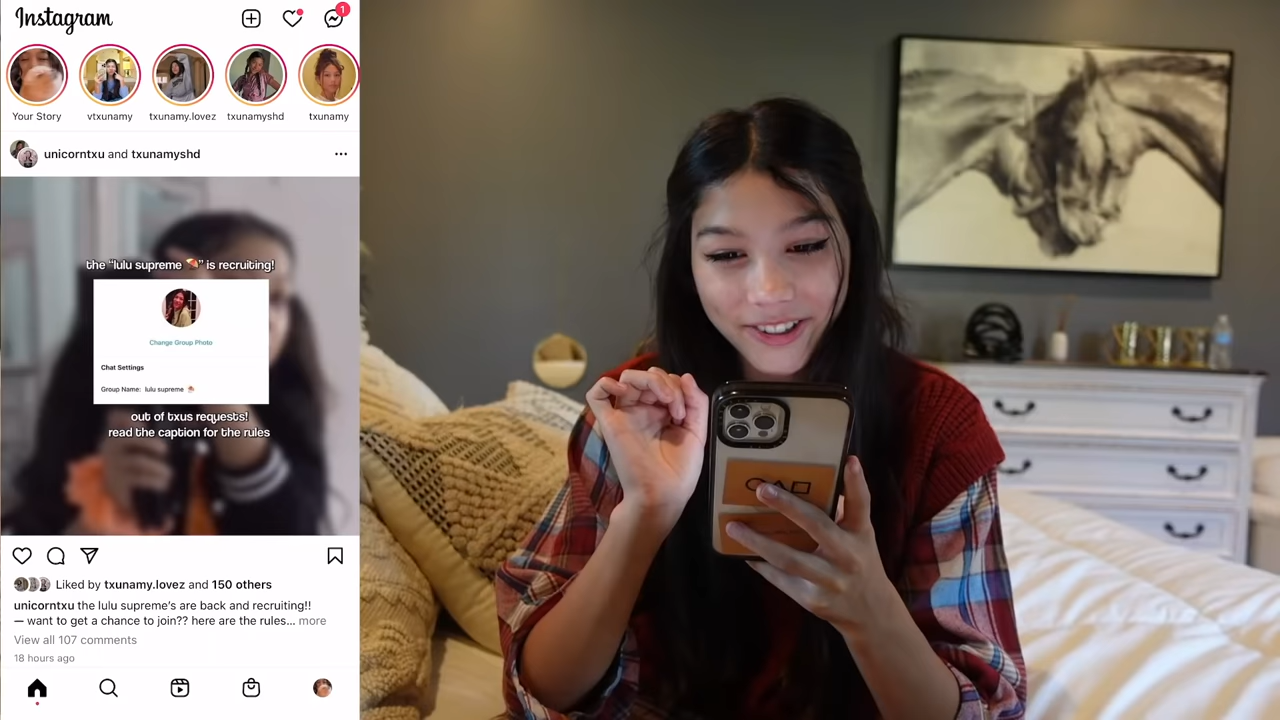 Instagram
1
Your Story
vtxunamy
txunamy.lovez
txunamyshd
txunamy
unicorntxu and txunamyshd
the "lulu supreme 🪁" is recruiting!
Change Group Photo
Chat Settings
Group Name: lulu supreme 🪁
out of txus requests!
read the caption for the rules
Liked by txunamy.lovez and 150 others
unicorntxu the lulu supreme's are back and recruiting!!
— want to get a chance to join?? here are the rules... more
View all 107 comments
18 hours ago